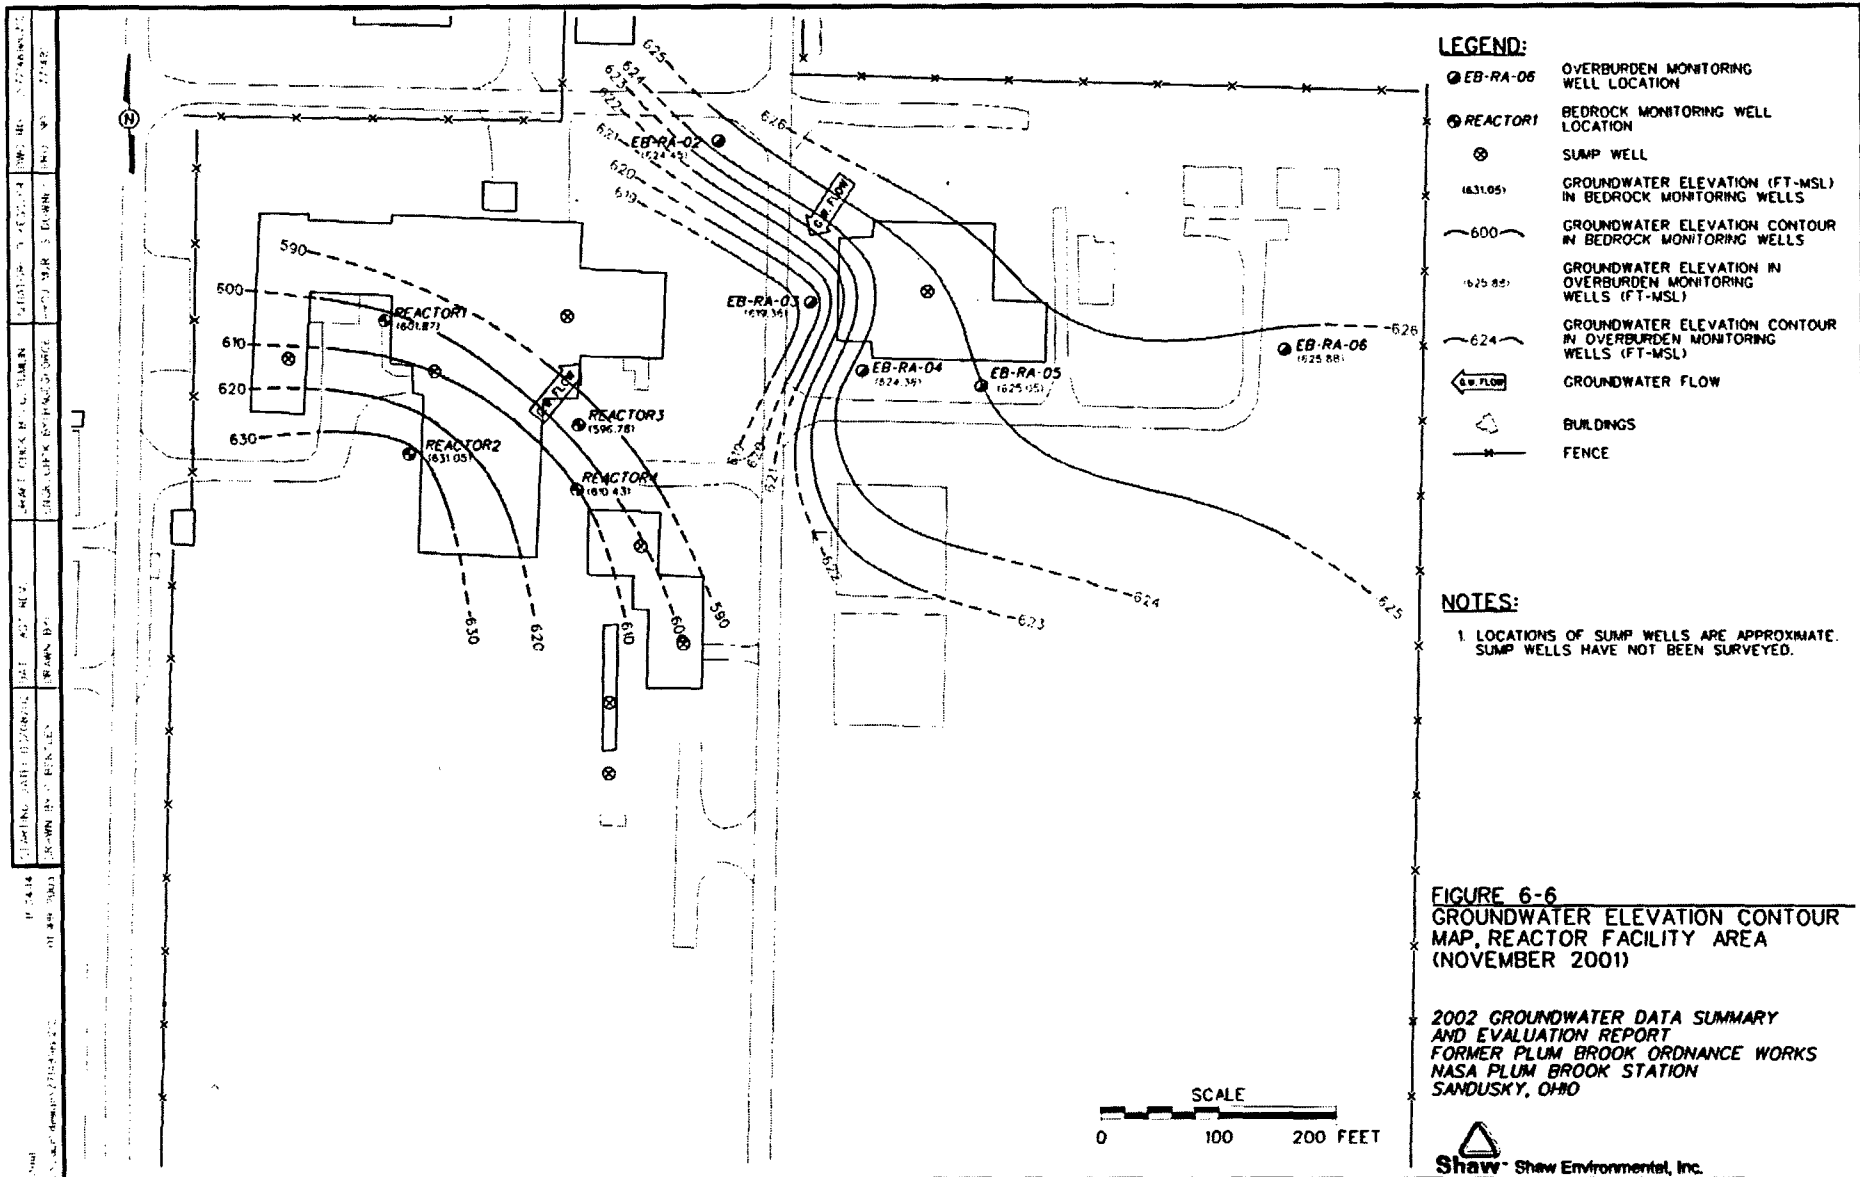 LEGEND:
EB-RA-06
OVERBURDEN MONITORING
WELL LOCATION
REACTOR1
BEDROCK MONITORING WELL
LOCATION
SUMP WELL
(631.05)
GROUNDWATER ELEVATION (FT-MSL)
IN BEDROCK MONITORING WELLS
600
GROUNDWATER ELEVATION CONTOUR
IN BEDROCK MONITORING WELLS
(625.88)
GROUNDWATER ELEVATION IN
OVERBURDEN MONITORING
WELLS (FT-MSL)
624
GROUNDWATER ELEVATION CONTOUR
IN OVERBURDEN MONITORING
WELLS (FT-MSL)
G.W. FLOW
GROUNDWATER FLOW
BUILDINGS
FENCE
NOTES:
1. LOCATIONS OF SUMP WELLS ARE APPROXIMATE.
SUMP WELLS HAVE NOT BEEN SURVEYED.
FIGURE 6-6
GROUNDWATER ELEVATION CONTOUR
MAP, REACTOR FACILITY AREA
(NOVEMBER 2001)
2002 GROUNDWATER DATA SUMMARY
AND EVALUATION REPORT
FORMER PLUM BROOK ORDNANCE WORKS
NASA PLUM BROOK STATION
SANDUSKY, OHIO
Shaw Shaw Environmental, Inc.
SCALE
0 100 200 FEET
N
625
624
623
622
621
620
619
626
EB-RA-02
(624.45)
G.W. FLOW
EB-RA-03
(619.36)
EB-RA-04
(624.36)
EB-RA-05
(625.05)
EB-RA-06
(625.88)
626
619
620
621
622
623
624
625
590
600
610
620
630
REACTOR1
(601.87)
G.W. FLOW
REACTOR2
(631.05)
REACTOR3
(596.78)
REACTOR4
(610.43)
630
620
610
600
590